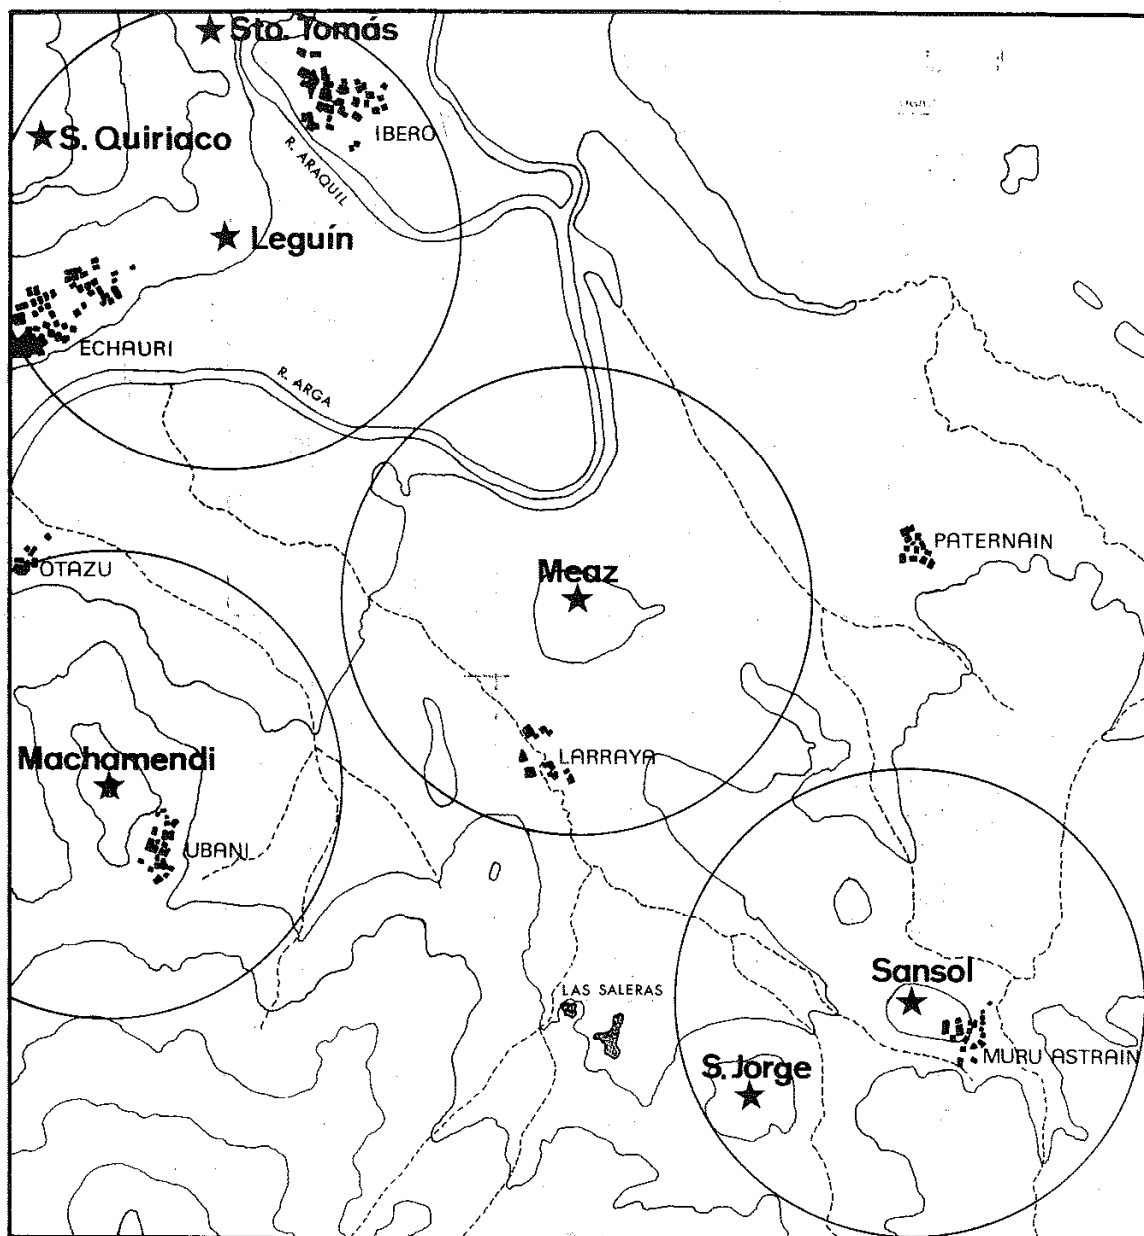 Sto. Tomás
S. Quiriaco
IBERO
R. ARAQUIL
Leguín
ECHAURI
R. ARGA
PATERNAIN
OTAZU
Meaz
Machamendi
LARRAYA
UBANI
Sansol
LAS SALERAS
MURU ASTRAIN
S. Jorge